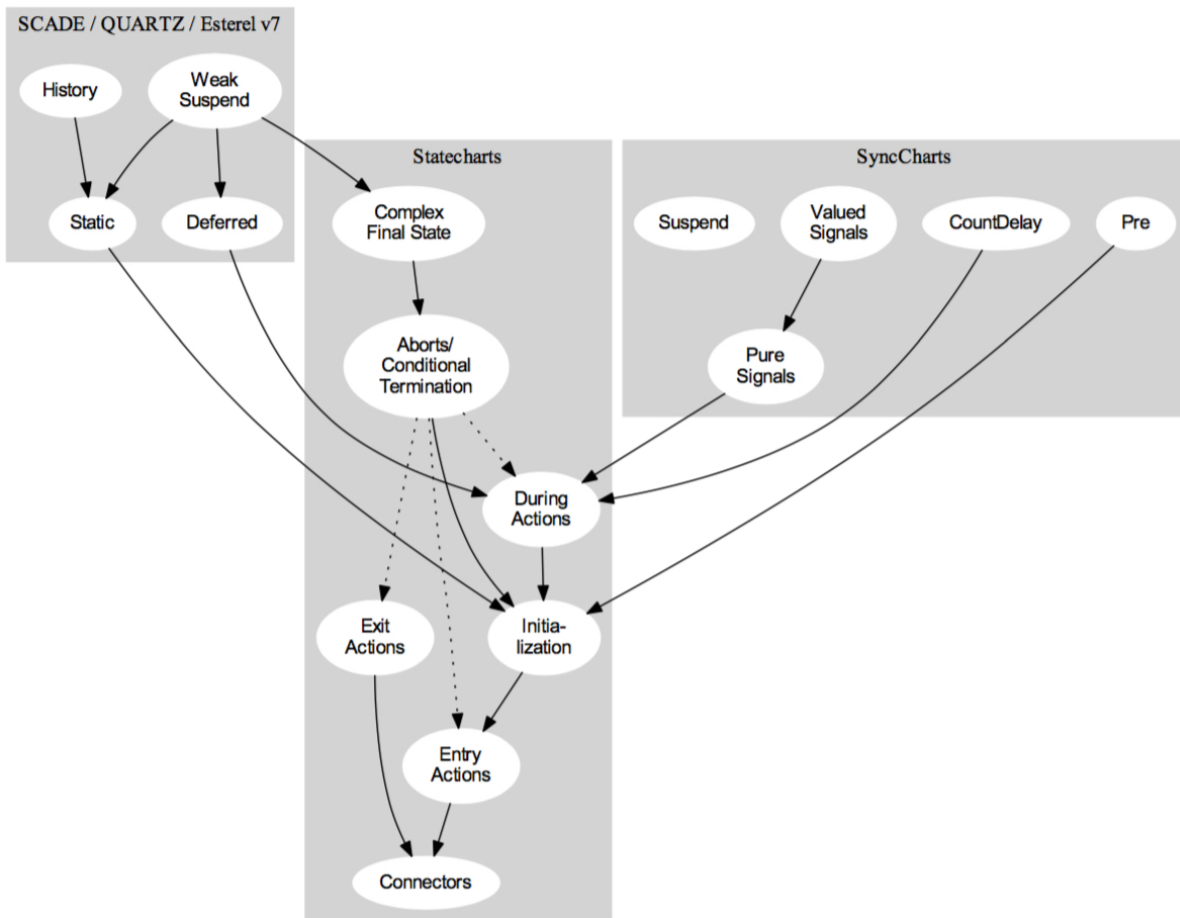 SCADE / QUARTZ / Esterel v7
History
Weak
Suspend
Static
Deferred
Statecharts
Complex
Final State
Aborts/
Conditional
Termination
During
Actions
Exit
Actions
Initia-
lization
Entry
Actions
Connectors
SyncCharts
Suspend
Valued
Signals
CountDelay
Pre
Pure
Signals